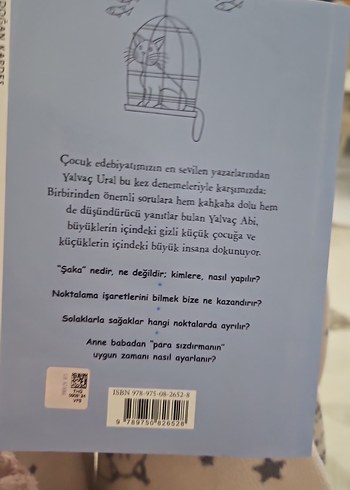 DOĞAN KARDEŞ
Çocuk edebiyatımızın en sevilen yazarlarından
Yalvaç Ural bu kez denemeleriyle karşımızda:
Birbirinden önemli sorulara hem kahkaha dolu hem
de düşündürücü yanıtlar bulan Yalvaç Abi,
büyüklerin içindeki gizli küçük çocuğa ve
küçüklerin içindeki büyük insana dokunuyor.
"Şaka" nedir, ne değildir; kimlere, nasıl yapılır?
Noktalama işaretlerini bilmek bize ne kazandırır?
Solaklarla sağaklar hangi noktalarda ayrılır?
Anne babadan "para sızdırmanın"
uygun zamanı nasıl ayarlanır?
ISBN 978-975-08-2652-8
9 789750 826528